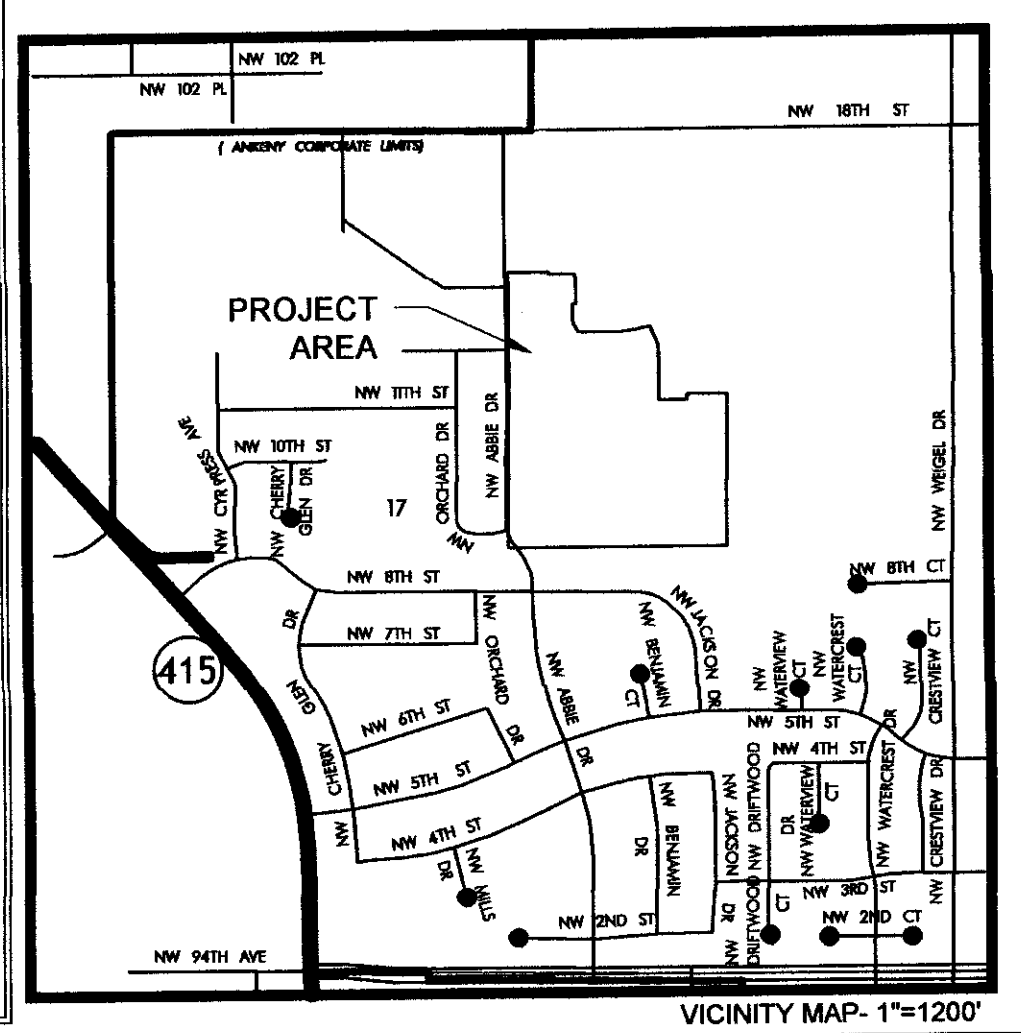 NW 102 PL
NW 102 PL
NW 18TH ST
( ANKENY CORPORATE LIMITS)
PROJECT
AREA
NW 11TH ST
NW CYPRESS AVE
NW 10TH ST
NW CHERRY
GLEN DR
17
ORCHARD DR
NW
NW ABBIE DR
NW WEIGEL DR
NW 8TH ST
NW 8TH CT
NW 7TH ST
NW ORCHARD
DR
NW JACKSON DR
NW BENJAMIN
CT
NW
WATERVIEW
CT
NW
WATERCREST
CT
NW
CRESTVIEW CT
415
DR
GLEN
CHERRY
NW
NW ABBIE
DR
NW 6TH ST
NW 5TH ST
NW 5TH ST
NW 4TH ST
NW 4TH ST
NW WATERCREST
DR
NW CRESTVIEW DR
NW DRIFTWOOD
DR
NW WATERVIEW
CT
NW JACKSON DR
NW BENJAMIN
DR
NW MILLS
DR
NW 3RD ST
NW 2ND ST
NW DRIFTWOOD
CT
NW 2ND CT
NW 94TH AVE
VICINITY MAP- 1"=1200'